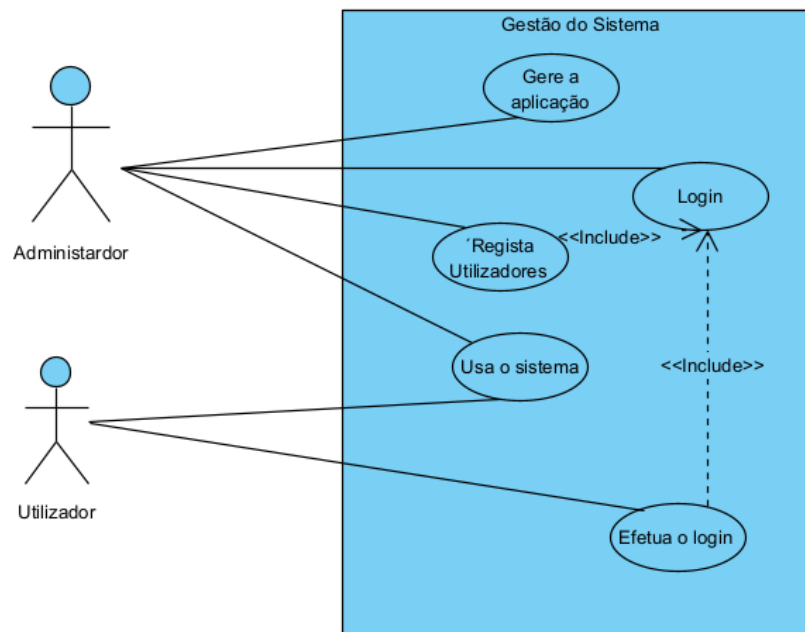 Gestão do Sistema
Gere a
aplicação
Login
<<Include>>
´Regista
Utilizadores
Administardor
Usa o sistema
<<Include>>
Utilizador
Efetua o login